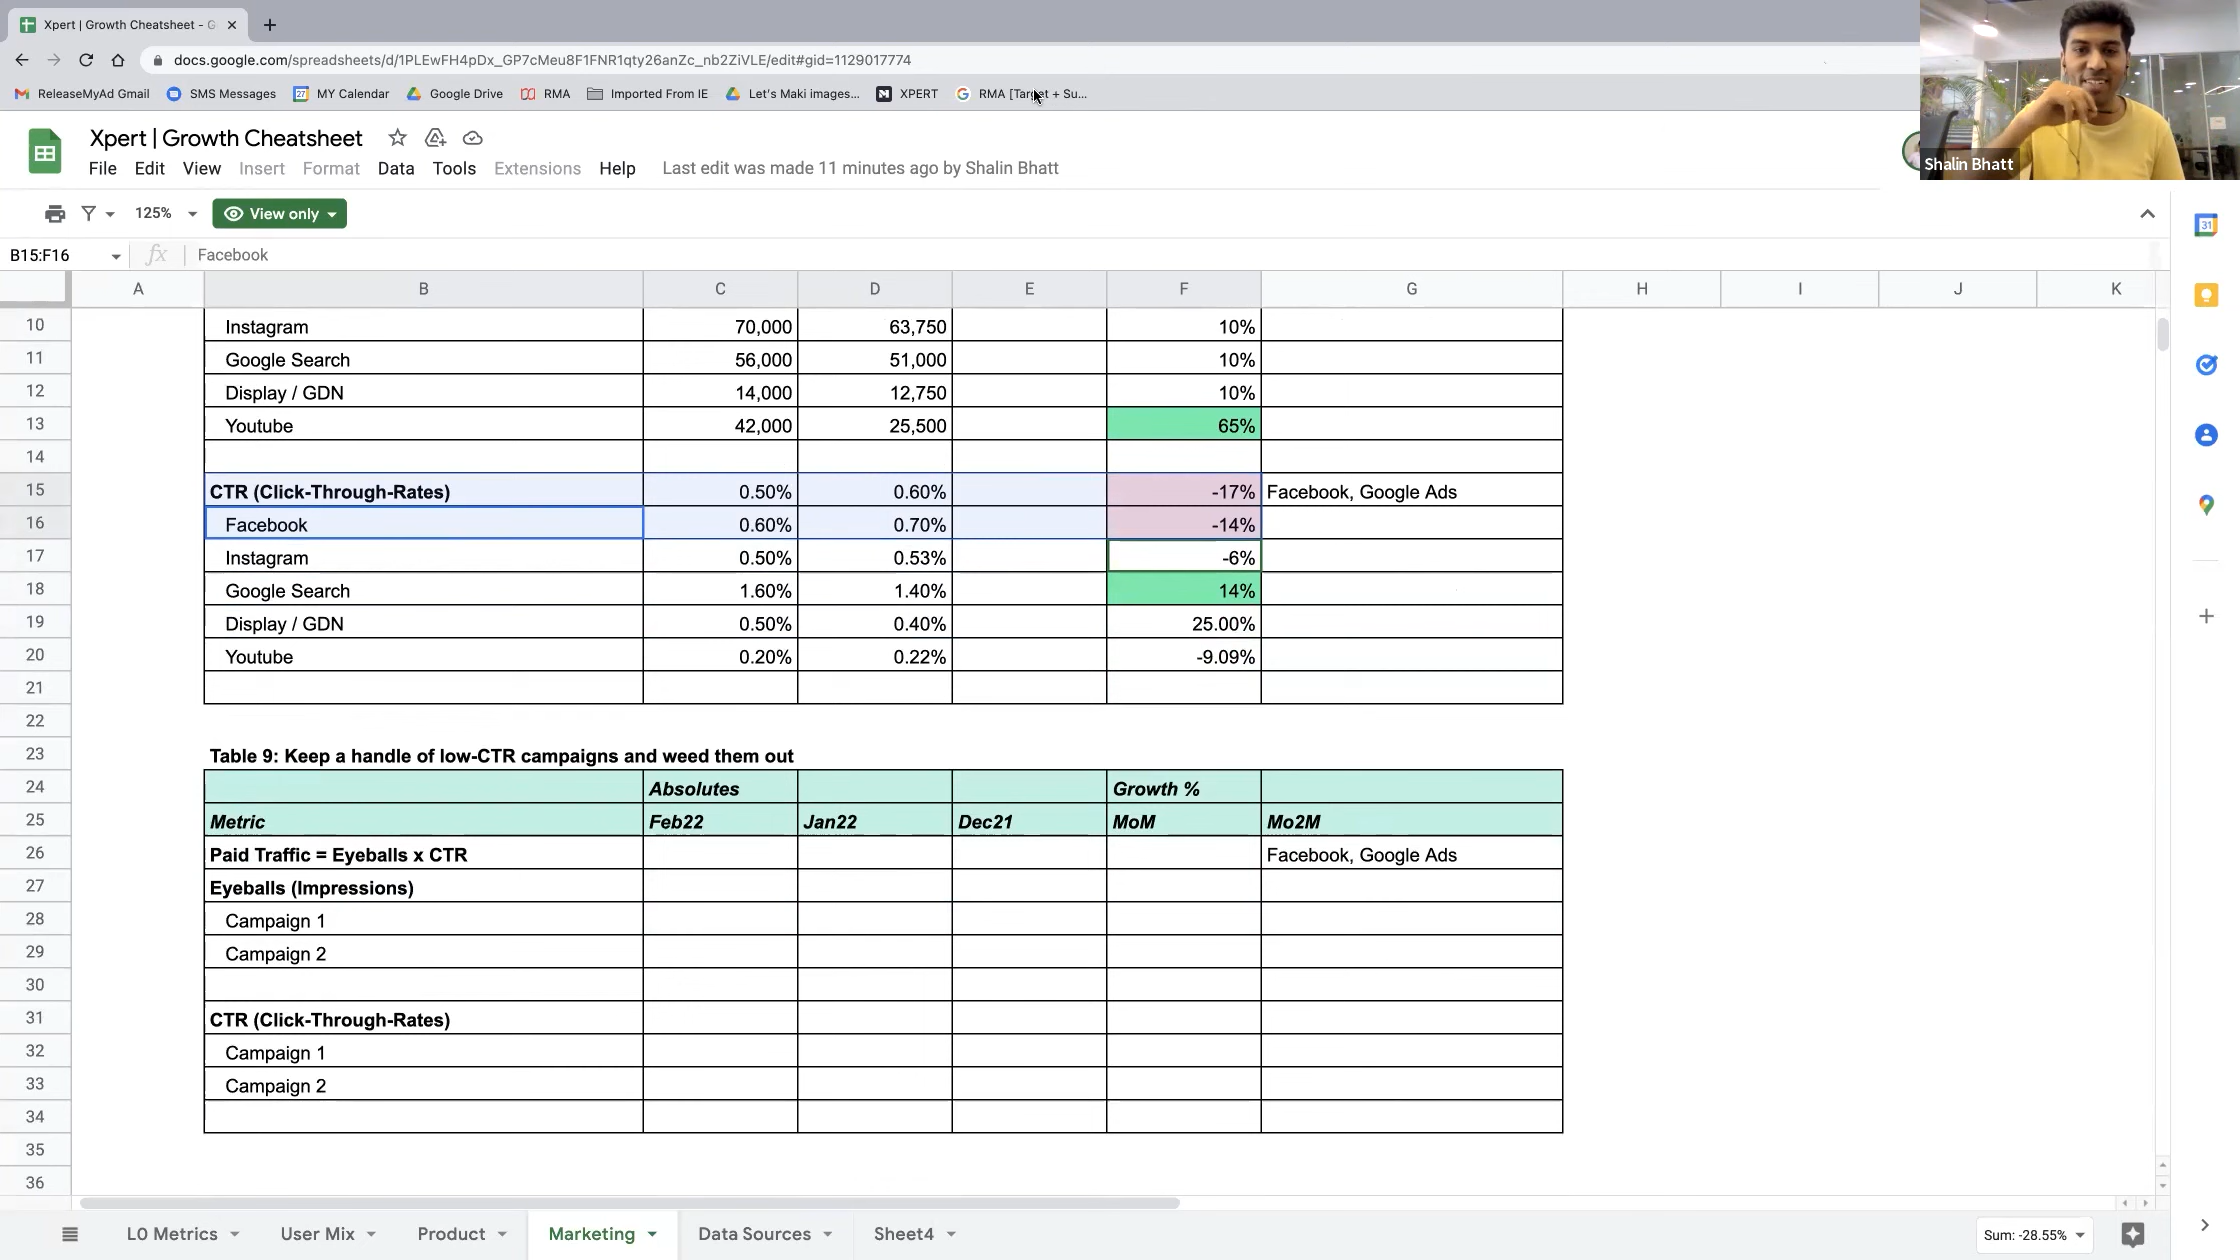 Xpert | Growth Cheatsheet - G
docs.google.com/spreadsheets/d/1PLEwFH4pDx_GP7cMeu8F1FNR1qty26anZc_nb2ZiVLE/edit#gid=1129017774
ReleaseMyAd Gmail SMS Messages MY Calendar Google Drive RMA Imported From IE Let's Maki images... XPERT RMA [Target + Su...
Xpert | Growth Cheatsheet
File Edit View Insert Format Data Tools Extensions Help Last edit was made 11 minutes ago by Shalin Bhatt
Shalin Bhatt
125% View only
31
B15:F16 fx Facebook
A B C D E F G H I J K
10 Instagram 70,000 63,750 10%
11 Google Search 56,000 51,000 10%
12 Display / GDN 14,000 12,750 10%
13 Youtube 42,000 25,500 65%
14
15 CTR (Click-Through-Rates) 0.50% 0.60% -17% Facebook, Google Ads
16 Facebook 0.60% 0.70% -14%
17 Instagram 0.50% 0.53% -6%
18 Google Search 1.60% 1.40% 14%
19 Display / GDN 0.50% 0.40% 25.00%
20 Youtube 0.20% 0.22% -9.09%
21
22
23 Table 9: Keep a handle of low-CTR campaigns and weed them out
24 Absolutes Growth %
25 Metric Feb22 Jan22 Dec21 MoM Mo2M
26 Paid Traffic = Eyeballs x CTR Facebook, Google Ads
27 Eyeballs (Impressions)
28 Campaign 1
29 Campaign 2
30
31 CTR (Click-Through-Rates)
32 Campaign 1
33 Campaign 2
34
35
36
L0 Metrics User Mix Product Marketing Data Sources Sheet4 Sum: -28.55%